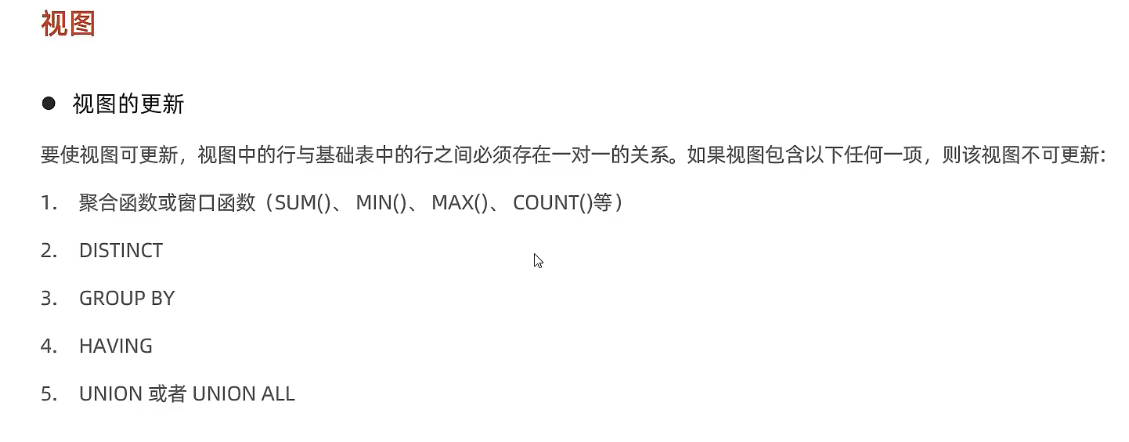 视图
● 视图的更新
要使视图可更新，视图中的行与基础表中的行之间必须存在一对一的关系。如果视图包含以下任何一项，则该视图不可更新:
1. 聚合函数或窗口函数（SUM()、 MIN()、 MAX()、 COUNT()等）
2. DISTINCT
3. GROUP BY
4. HAVING
5. UNION 或者 UNION ALL